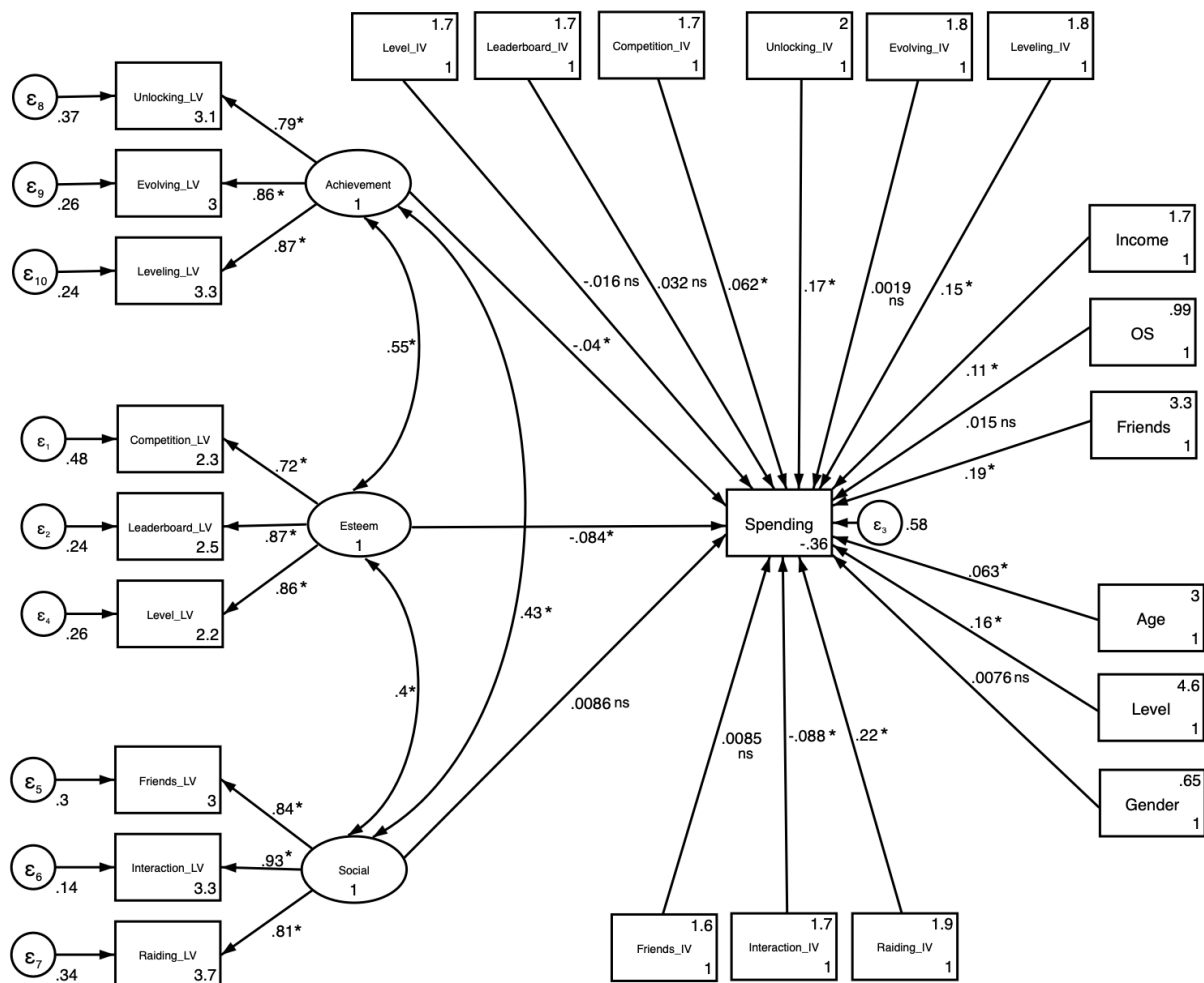 1.7
Level_IV
1
1.7
Leaderboard_IV
1
1.7
Competition_IV
1
2
Unlocking_IV
1
1.8
Evolving_IV
1
1.8
Leveling_IV
1
ε8
.37
Unlocking_LV
3.1
.79*
ε9
.26
Evolving_LV
3
.86*
Achievement
1
ε10
.24
Leveling_LV
3.3
.87*
-.016 ns
.032 ns
.062*
.17*
.0019
ns
.15*
1.7
Income
1
.11*
.99
OS
1
.015 ns
3.3
Friends
1
.19*
.55*
-.04*
ε1
.48
Competition_LV
2.3
.72*
ε2
.24
Leaderboard_LV
2.5
.87*
Esteem
1
-.084*
Spending
-.36
ε3
.58
ε4
.26
Level_LV
2.2
.86*
.43*
.063*
3
Age
1
.16*
4.6
Level
1
.0076 ns
.65
Gender
1
.4*
.0086 ns
.0085
ns
-.088*
.22*
ε5
.3
Friends_LV
3
.84*
ε6
.14
Interaction_LV
3.3
.93*
Social
1
ε7
.34
Raiding_LV
3.7
.81*
1.6
Friends_IV
1
1.7
Interaction_IV
1
1.9
Raiding_IV
1